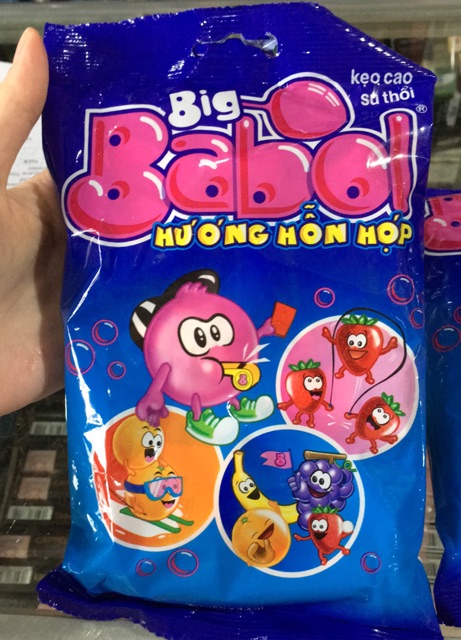 kẹo cao
su thổi
Big
Babol®
HƯƠNG HỖN HỢP